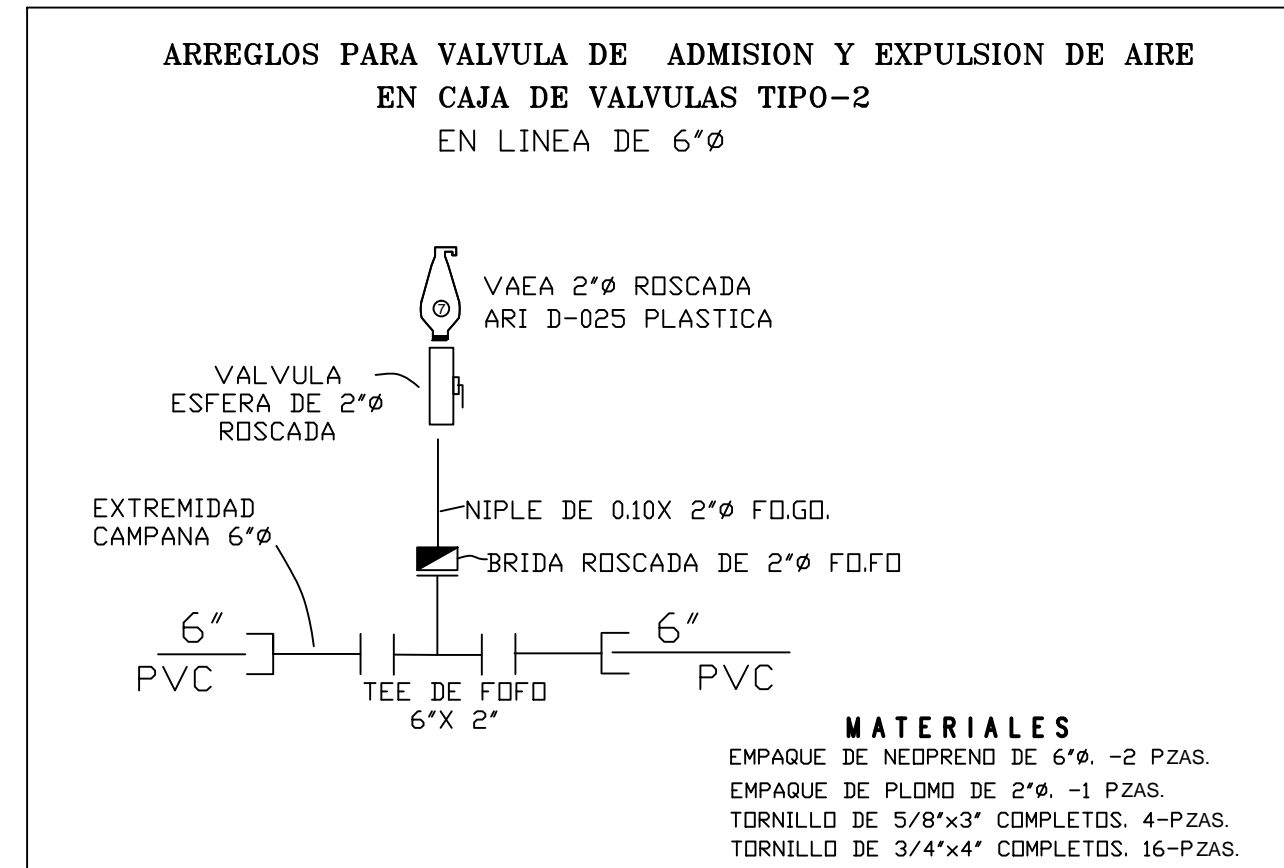 ARREGLOS PARA VALVULA DE ADMISION Y EXPULSION DE AIRE
EN CAJA DE VALVULAS TIPO-2
EN LINEA DE 6"Ø
VAEA 2"Ø ROSCADA
ARI D-025 PLASTICA
7
VALVULA
ESFERA DE 2"Ø
ROSCADA
EXTREMIDAD
CAMPANA 6"Ø
NIPLE DE 0.10X 2"Ø FO.GO.
BRIDA ROSCADA DE 2"Ø FO.FO
6"
PVC
6"
PVC
TEE DE FOFO
6"X 2"
MATERIALES
EMPAQUE DE NEOPRENO DE 6"Ø. -2 PZAS.
EMPAQUE DE PLOMO DE 2"Ø. -1 PZAS.
TORNILLO DE 5/8"x3" COMPLETOS. 4-PZAS.
TORNILLO DE 3/4"x4" COMPLETOS. 16-PZAS.